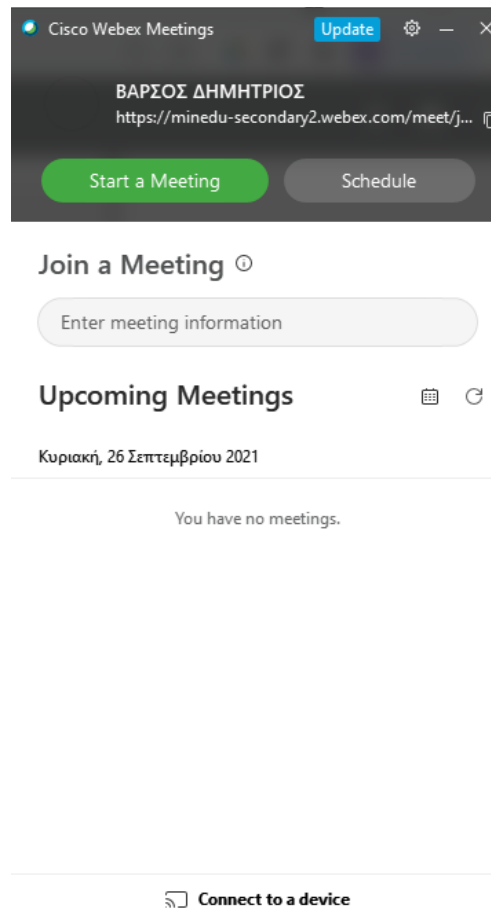 Cisco Webex Meetings Update
ΒΑΡΣΟΣ ΔΗΜΗΤΡΙΟΣ
https://minedu-secondary2.webex.com/meet/j...
Start a Meeting Schedule
Join a Meeting
Enter meeting information
Upcoming Meetings
Κυριακή, 26 Σεπτεμβρίου 2021
You have no meetings.
Connect to a device